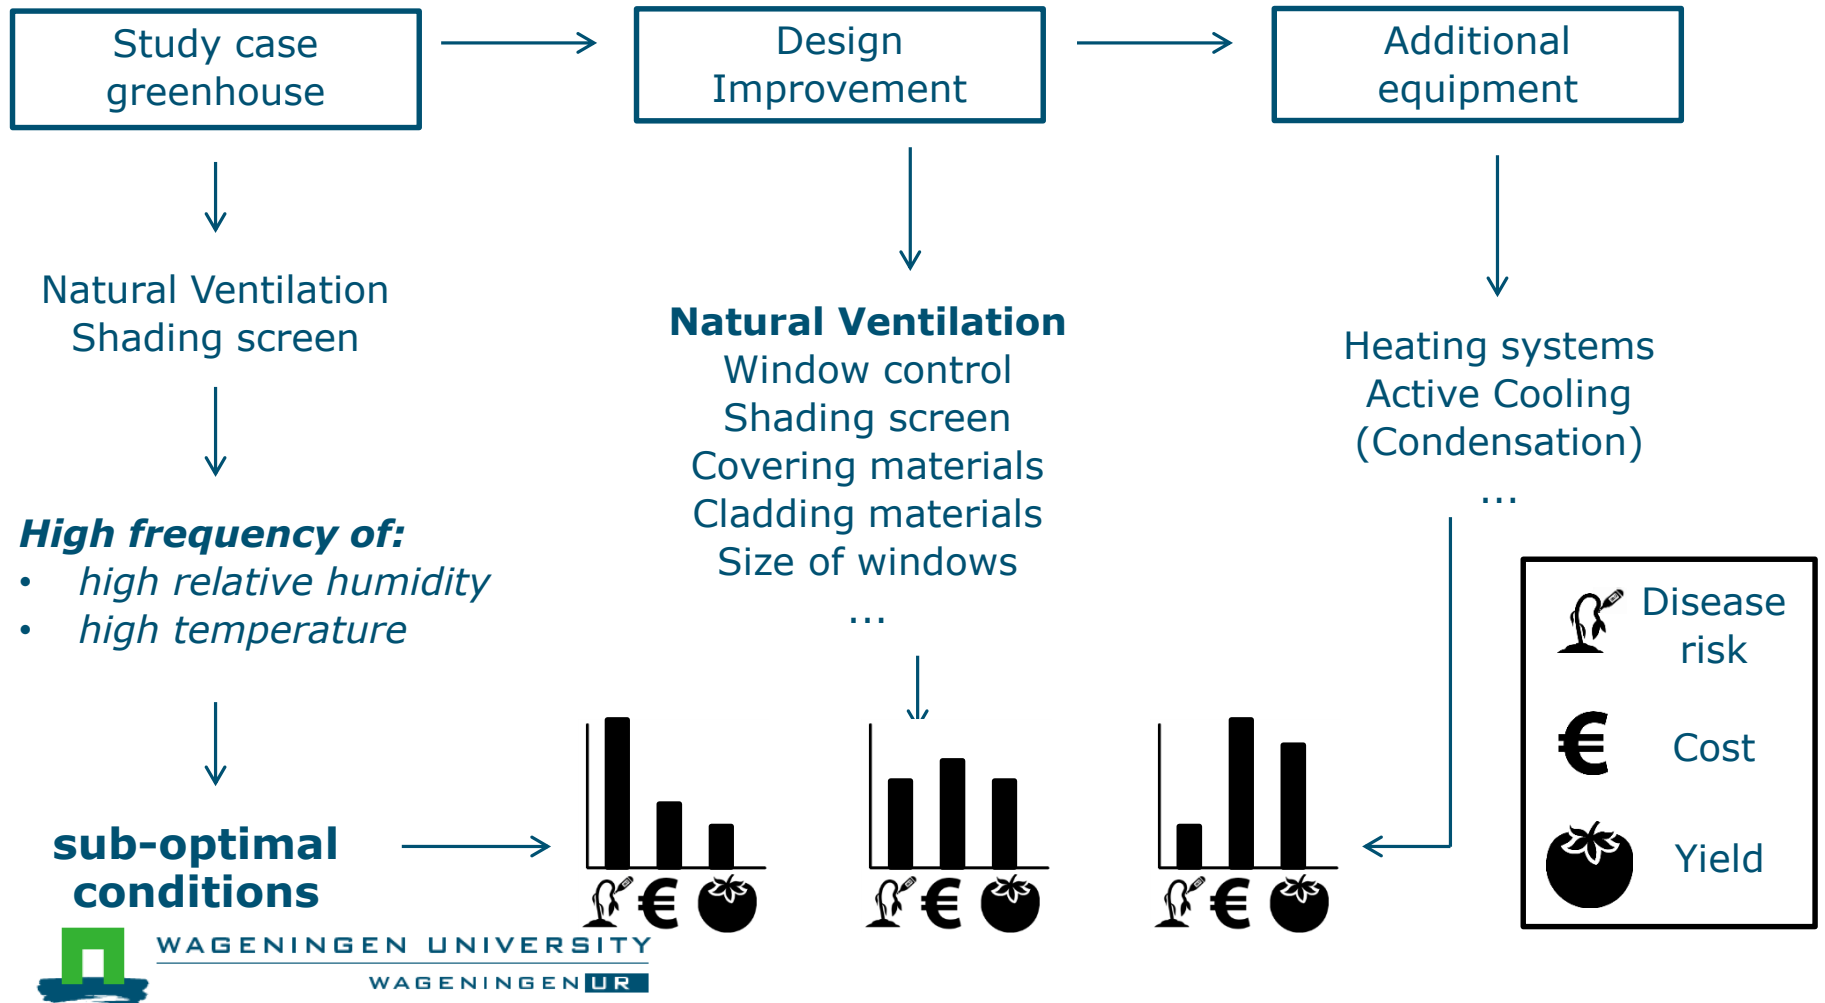 Study case
greenhouse
Design
Improvement
Additional
equipment
Natural Ventilation
Shading screen
High frequency of:
• high relative humidity
• high temperature
sub-optimal
conditions
Natural Ventilation
Window control
Shading screen
Covering materials
Cladding materials
Size of windows
...
Heating systems
Active Cooling
(Condensation)
...
€
€
€
Disease
risk
€ Cost
Yield
WAGENINGEN UNIVERSITY
WAGENINGEN UR